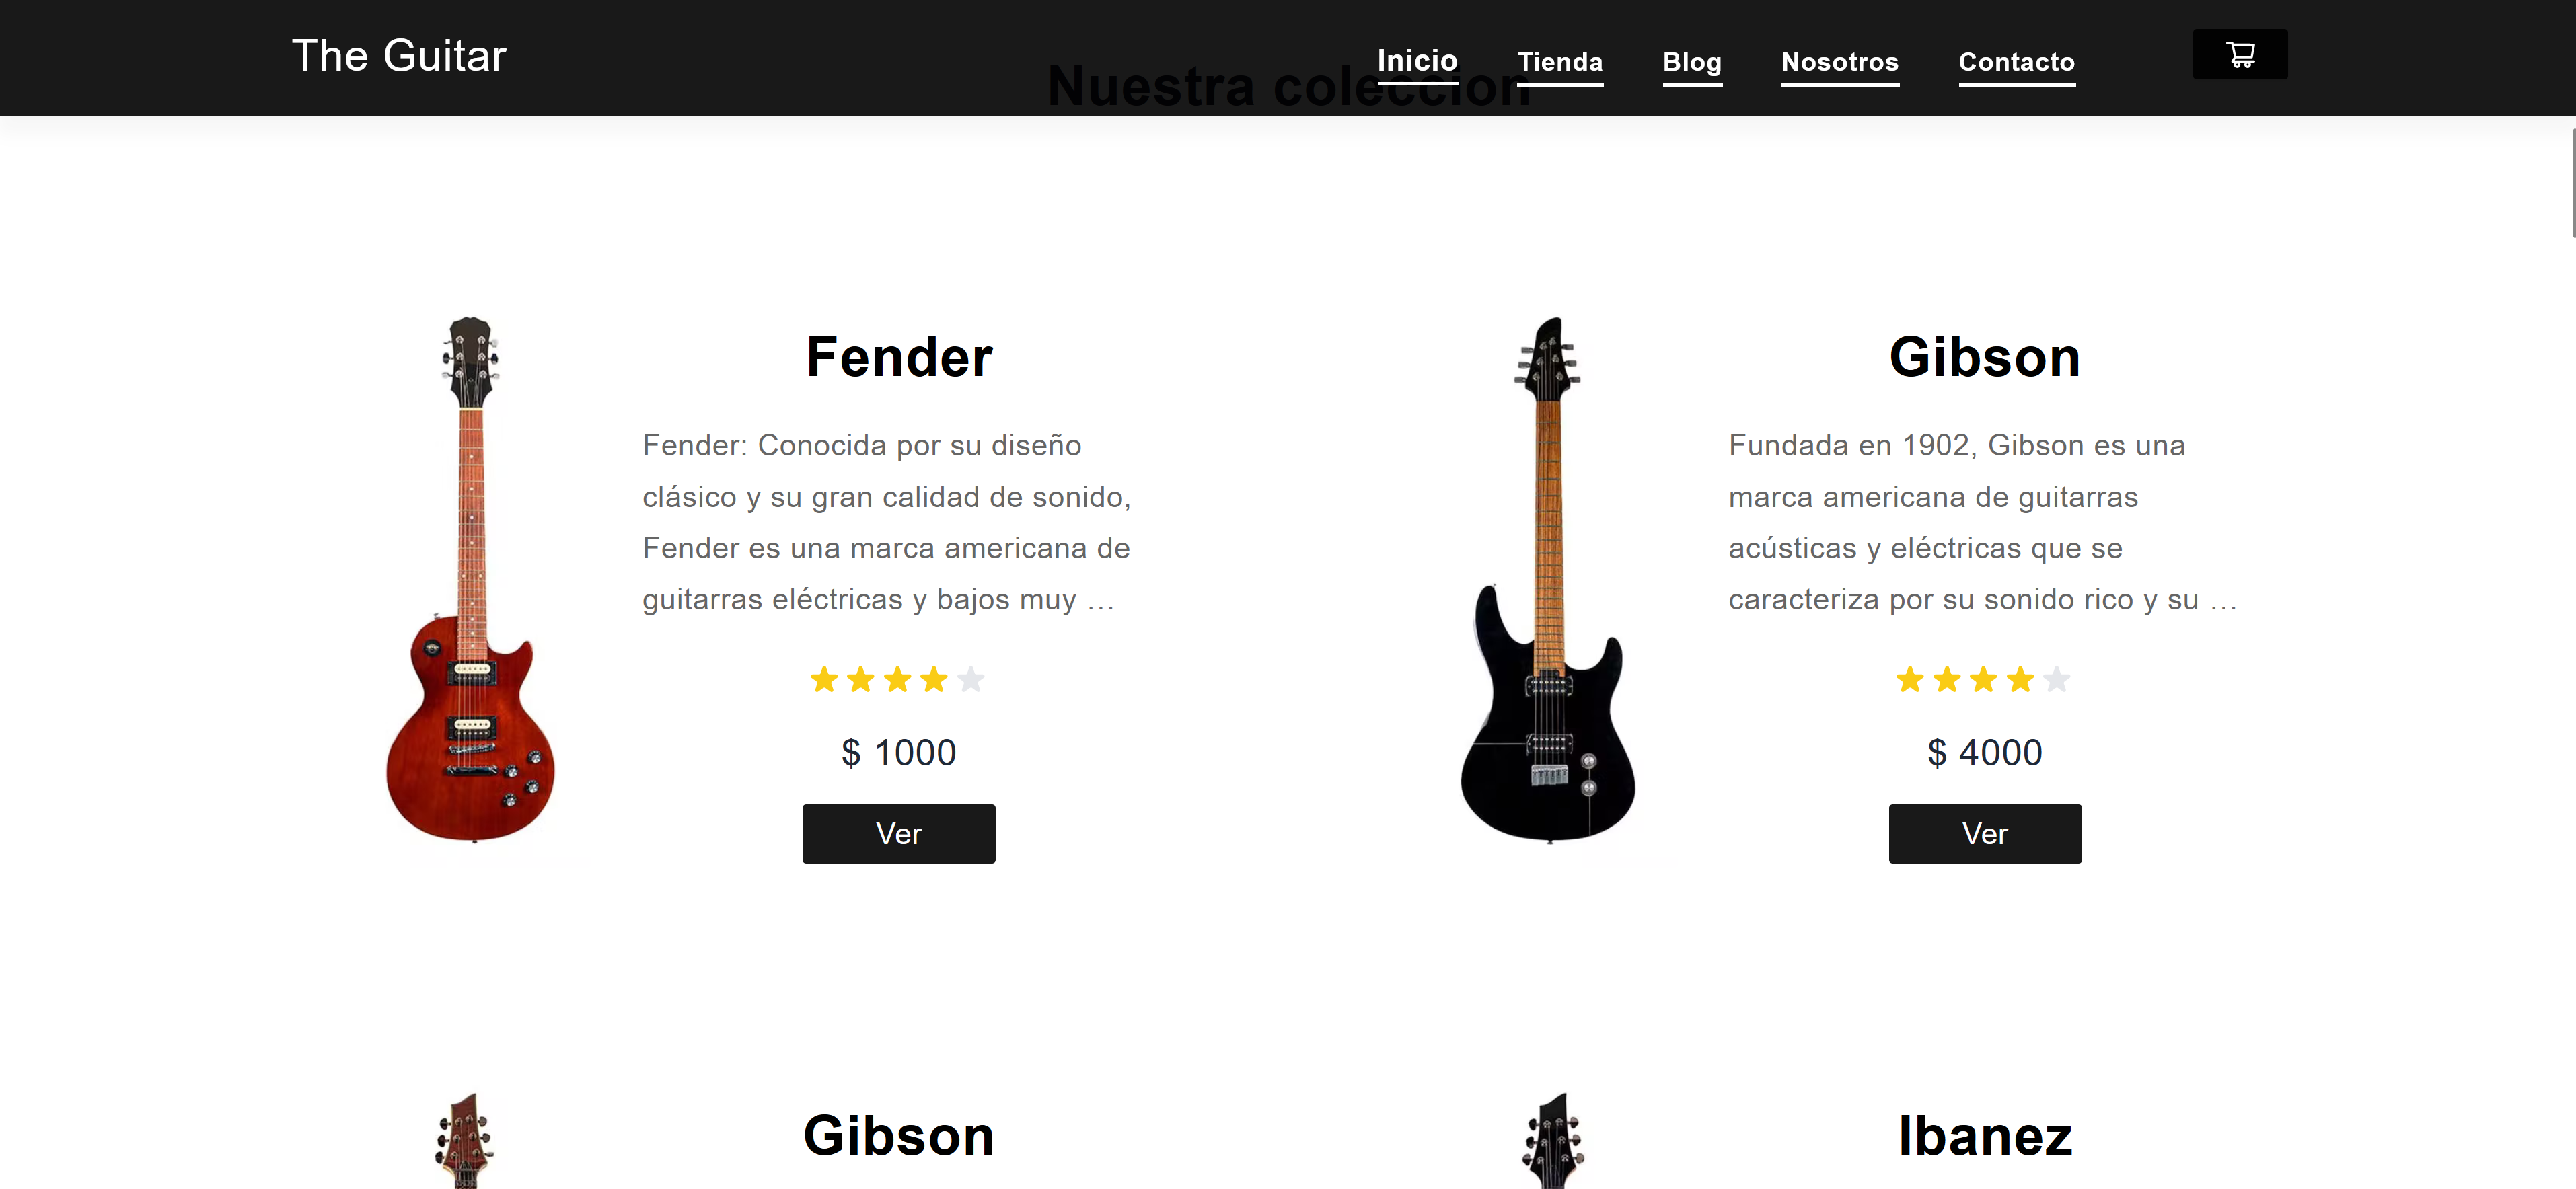 The Guitar
Inicio Tienda Blog Nosotros Contacto
Nuestra coleccion
Fender
Fender: Conocida por su diseño
clásico y su gran calidad de sonido,
Fender es una marca americana de
guitarras eléctricas y bajos muy …
$ 1000
Ver
Gibson
Fundada en 1902, Gibson es una
marca americana de guitarras
acústicas y eléctricas que se
caracteriza por su sonido rico y su …
$ 4000
Ver
Gibson
Ibanez